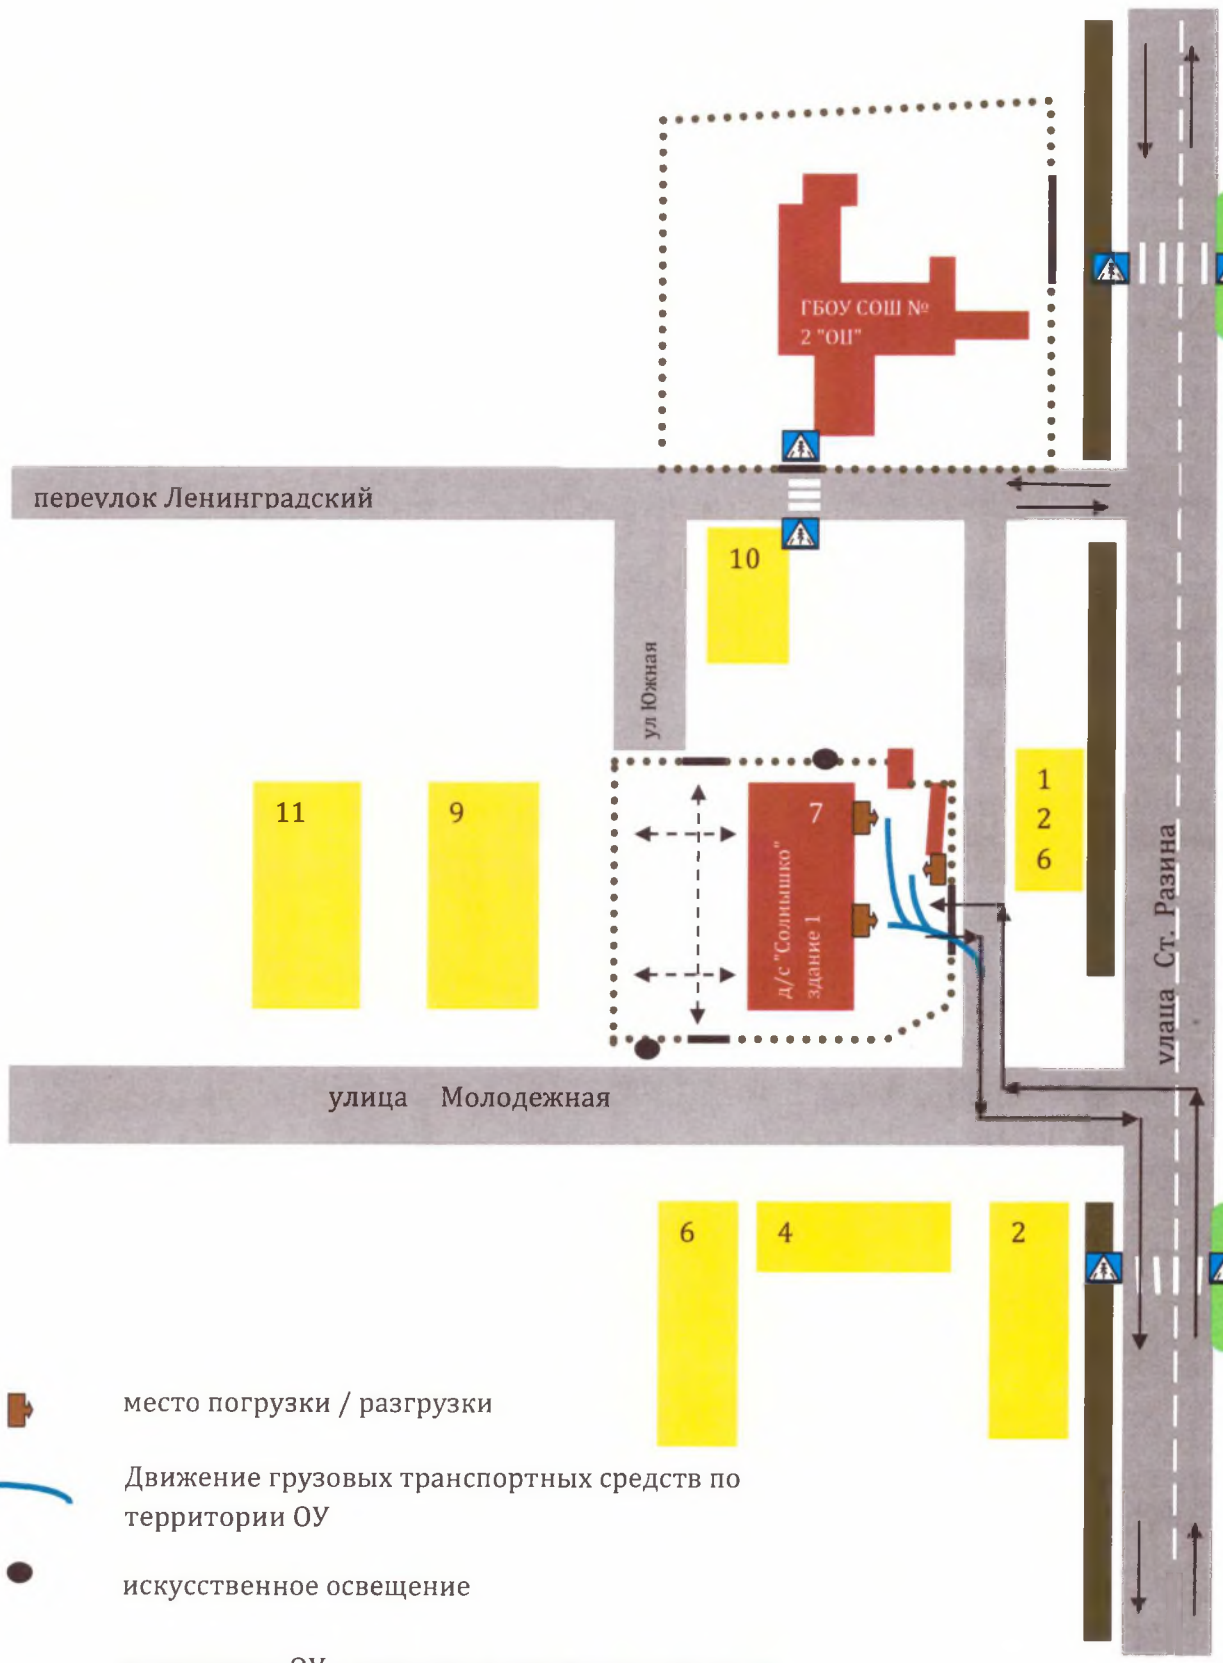 ГБОУ СОШ №
2 "ОЦ"
переулок Ленинградский
10
ул Южная
11
9
7
д/с "Солнышко"
здание 1
1
2
6
улаца Ст. Разина
улица Молодежная
6
4
2
место погрузки / разгрузки
Движение грузовых транспортных средств по
территории ОУ
искусственное освещение
ОУ